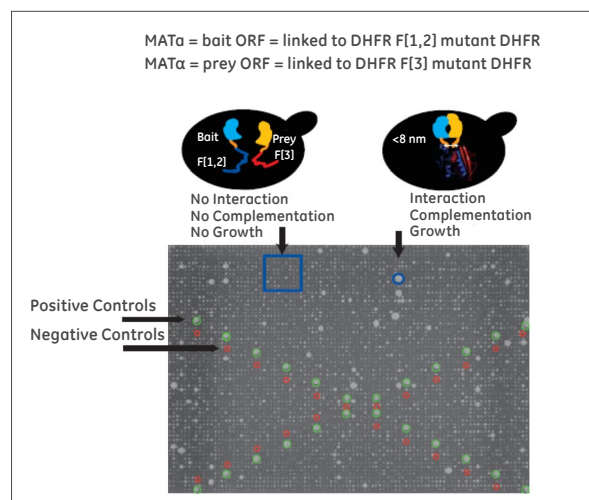 MATa = bait ORF = linked to DHFR F[1,2] mutant DHFR
MATα = prey ORF = linked to DHFR F[3] mutant DHFR
Bait
Prey
F[1,2]
F[3]
<8 nm
No Interaction
No Complementation
No Growth
Interaction
Complementation
Growth
Positive Controls
Negative Controls